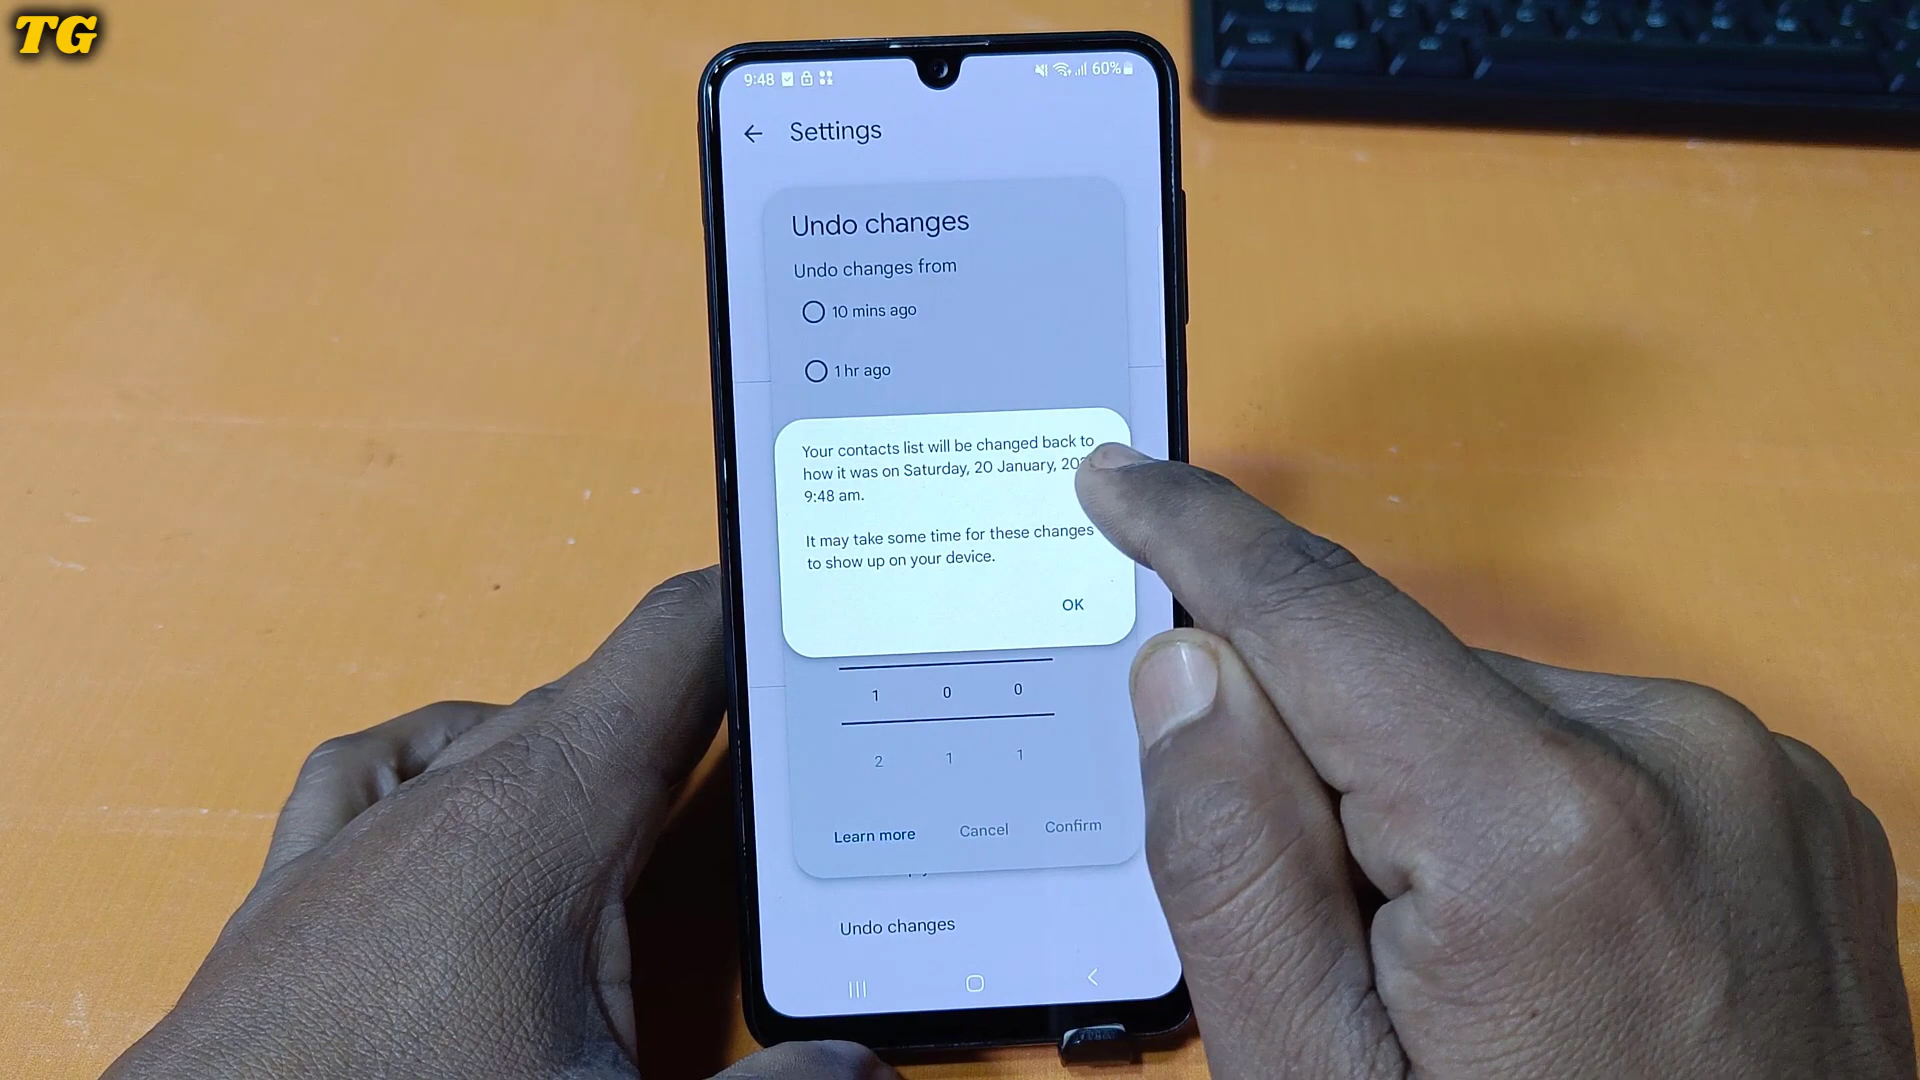 TG
9:48
60%
Settings
Undo changes
Undo changes from
10 mins ago
1 hr ago
Your contacts list will be changed back to
how it was on Saturday, 20 January,
9:48 am.
It may take some time for these changes
to show up on your device.
OK
1 0 0
2 1 1
Learn more Cancel Confirm
Undo changes